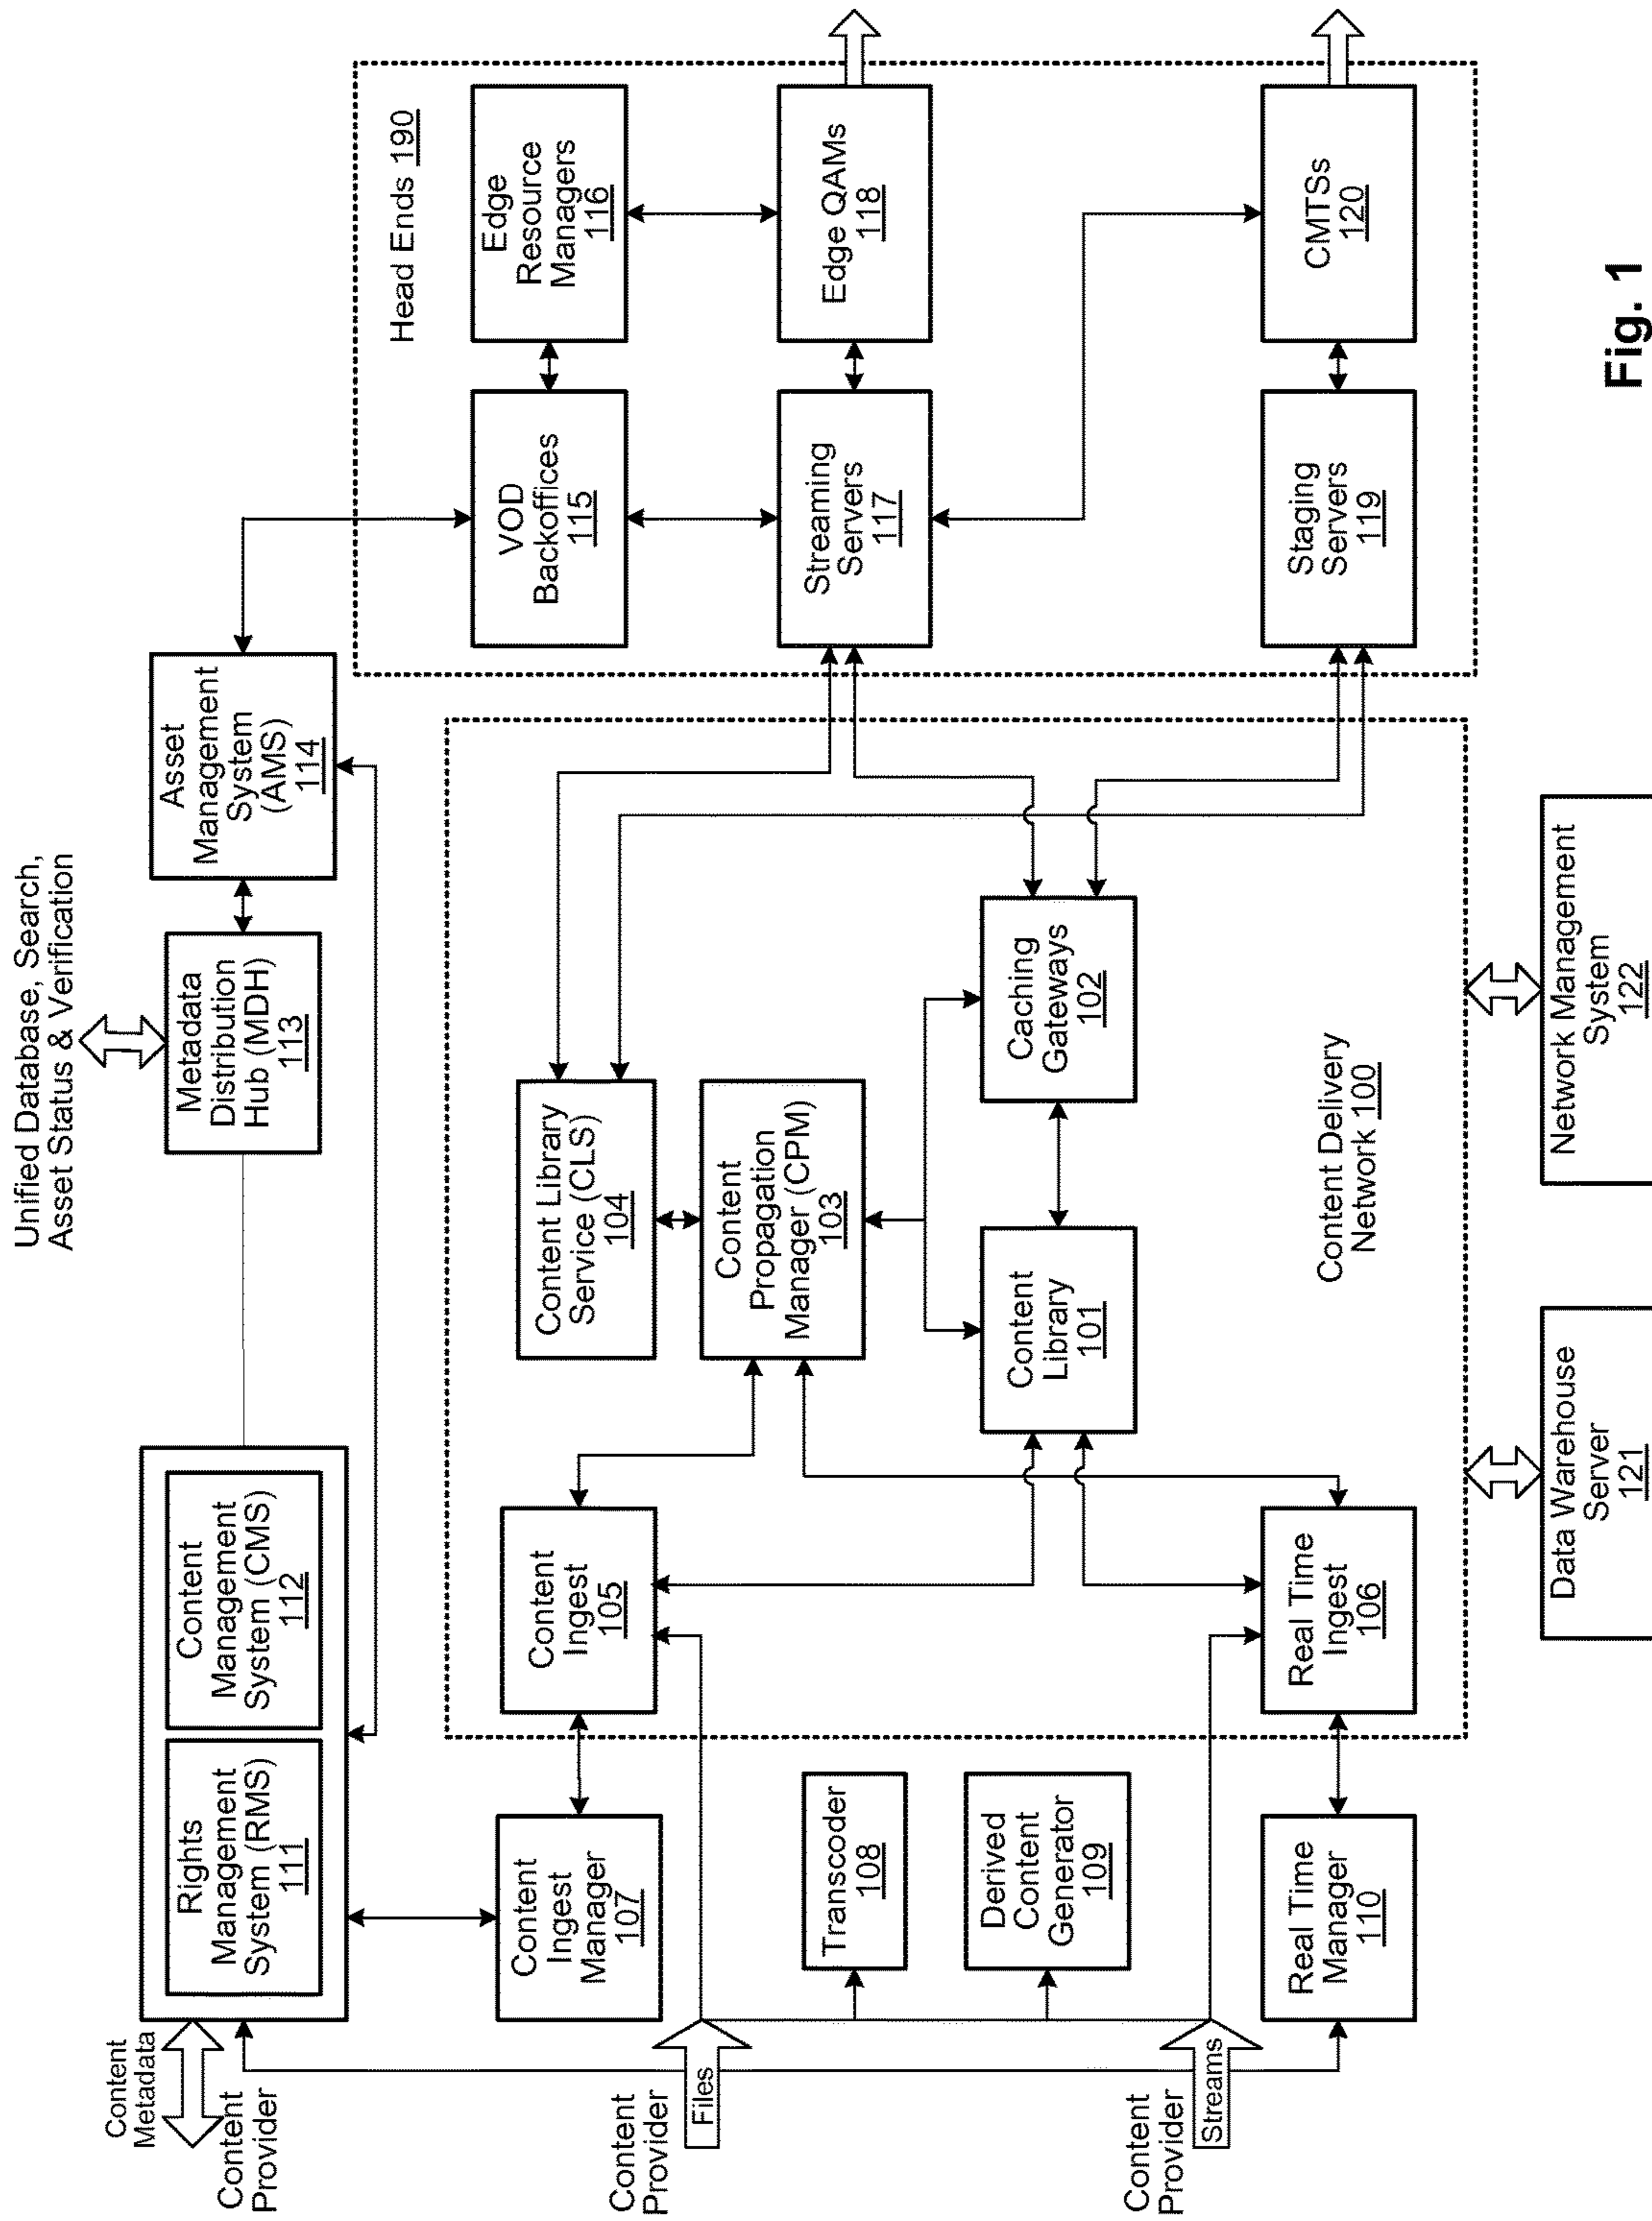 Unified Database, Search,
Asset Status & Verification
Content
Metadata
Content
Provider
Rights
Management
System (RMS)
111
Content
Management
System (CMS)
112
Metadata
Distribution
Hub (MDH)
113
Asset
Management
System
(AMS)
114
Head Ends 190
VOD
Backoffices
115
Edge
Resource
Managers
116
Streaming
Servers
117
Edge QAMs
118
Staging
Servers
119
CMTSs
120
Content
Ingest
Manager
107
Content
Ingest
105
Content Library
Service (CLS)
104
Content
Propagation
Manager (CPM)
103
Content
Library
101
Caching
Gateways
102
Content Delivery
Network 100
Content
Provider
Files
Transcoder
108
Derived
Content
Generator
109
Content
Provider
Streams
Real Time
Manager
110
Real Time
Ingest
106
Data Warehouse
Server
121
Network Management
System
122
Fig. 1